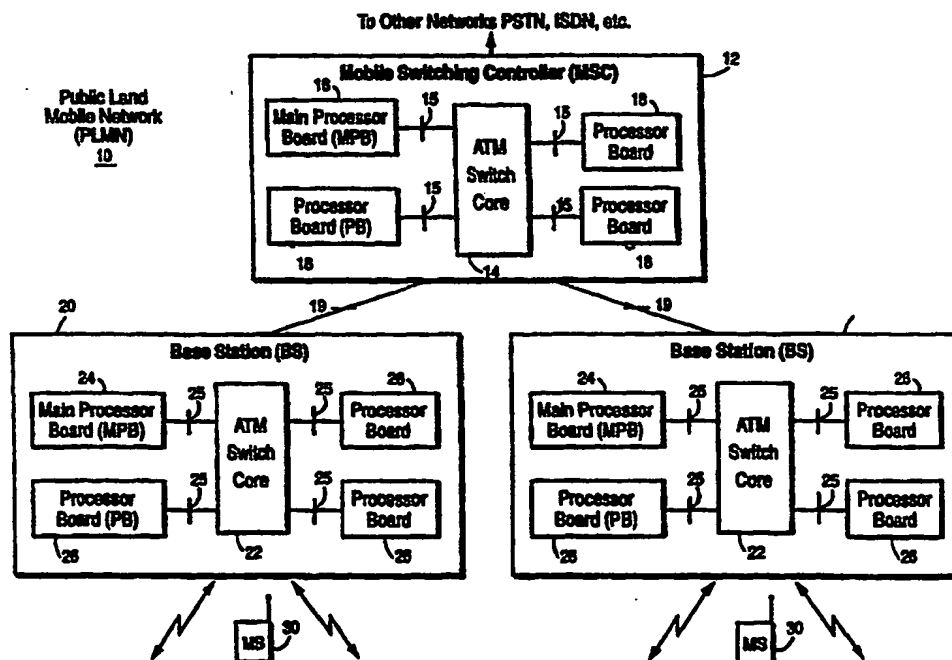 To Other Networks PSTN, ISDN, etc.
12
Mobile Switching Controller (MSC)
Public Land
Mobile Network
(PLMN)
10
16
Main Processor
Board (MPB)
15
ATM
Switch
Core
15
18
Processor
Board
Processor
Board (PB)
18
15
14
15
Processor
Board
18
19
19
20
Base Station (BS)
24
Main Processor
Board (MPB)
25
ATM
Switch
Core
25
26
Processor
Board
Processor
Board (PB)
26
25
22
25
Processor
Board
26
MS
30
Base Station (BS)
24
Main Processor
Board (MPB)
25
ATM
Switch
Core
25
26
Processor
Board
Processor
Board (PB)
26
25
22
25
Processor
Board
26
MS
30